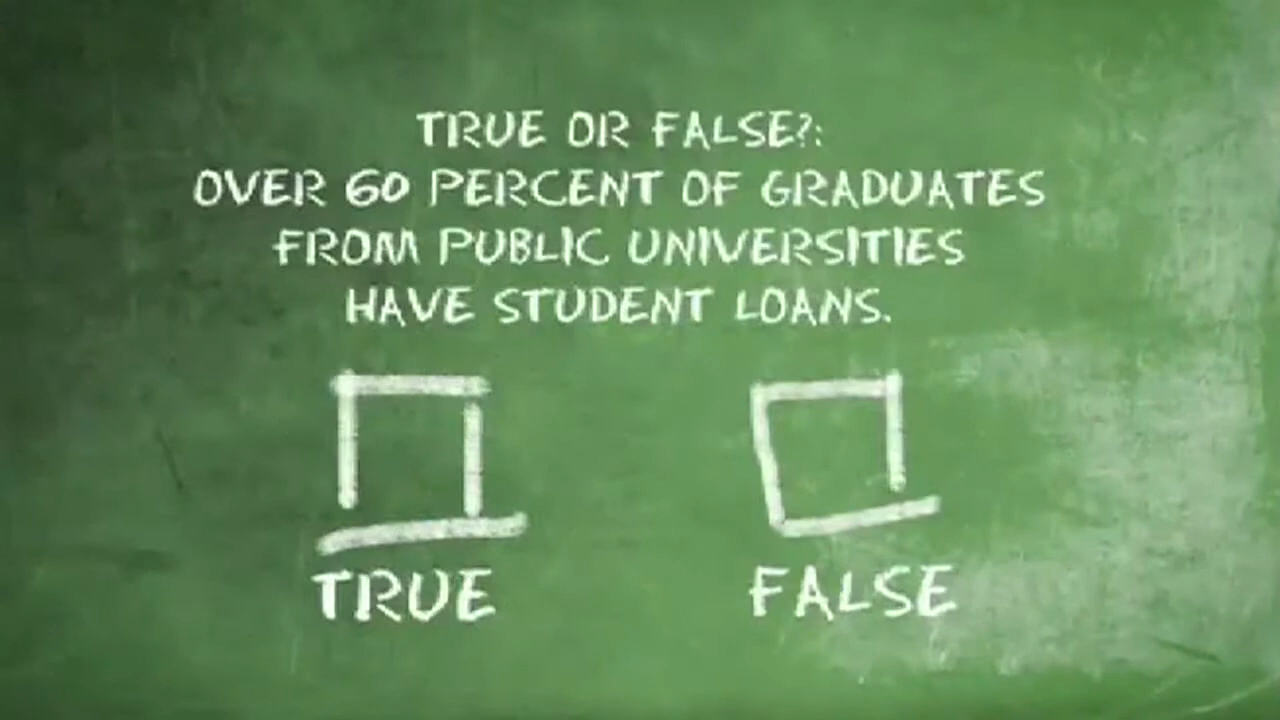 TRUE OR FALSE?:
OVER 60 PERCENT OF GRADUATES
FROM PUBLIC UNIVERSITIES
HAVE STUDENT LOANS.
TRUE FALSE